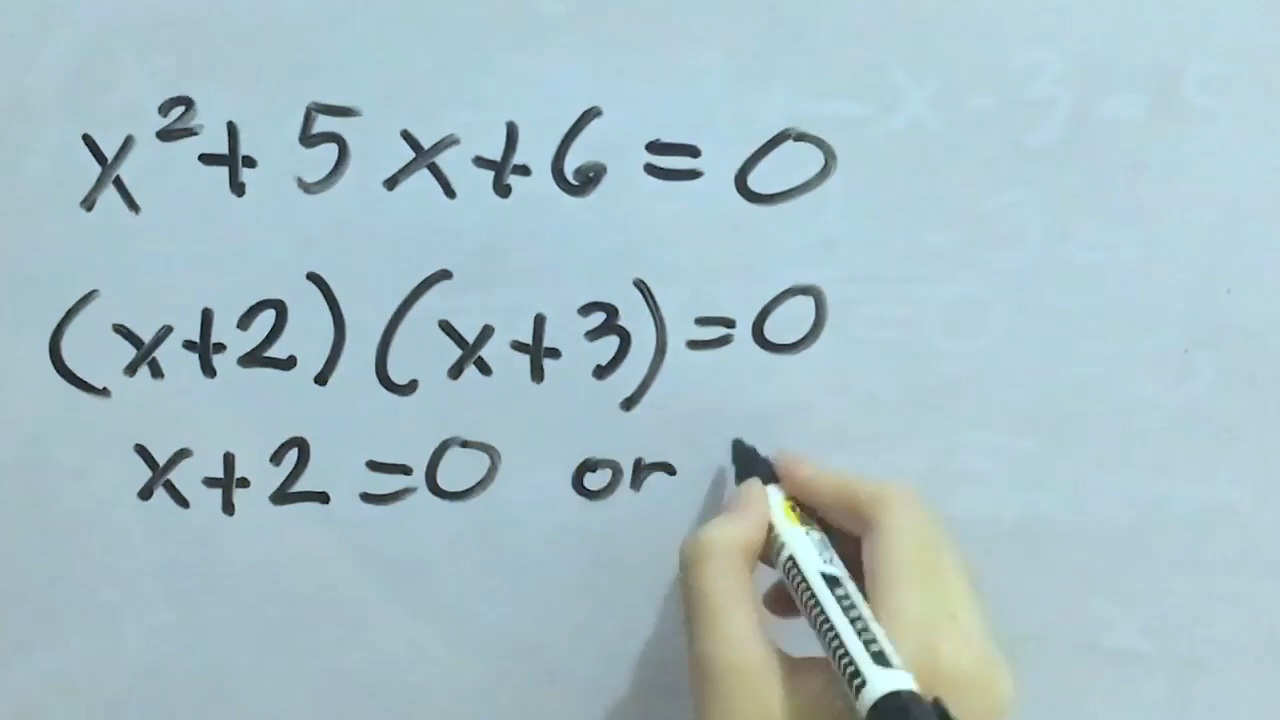 x²+5x+6=0
(x+2)(x+3)=0
x+2=0 or